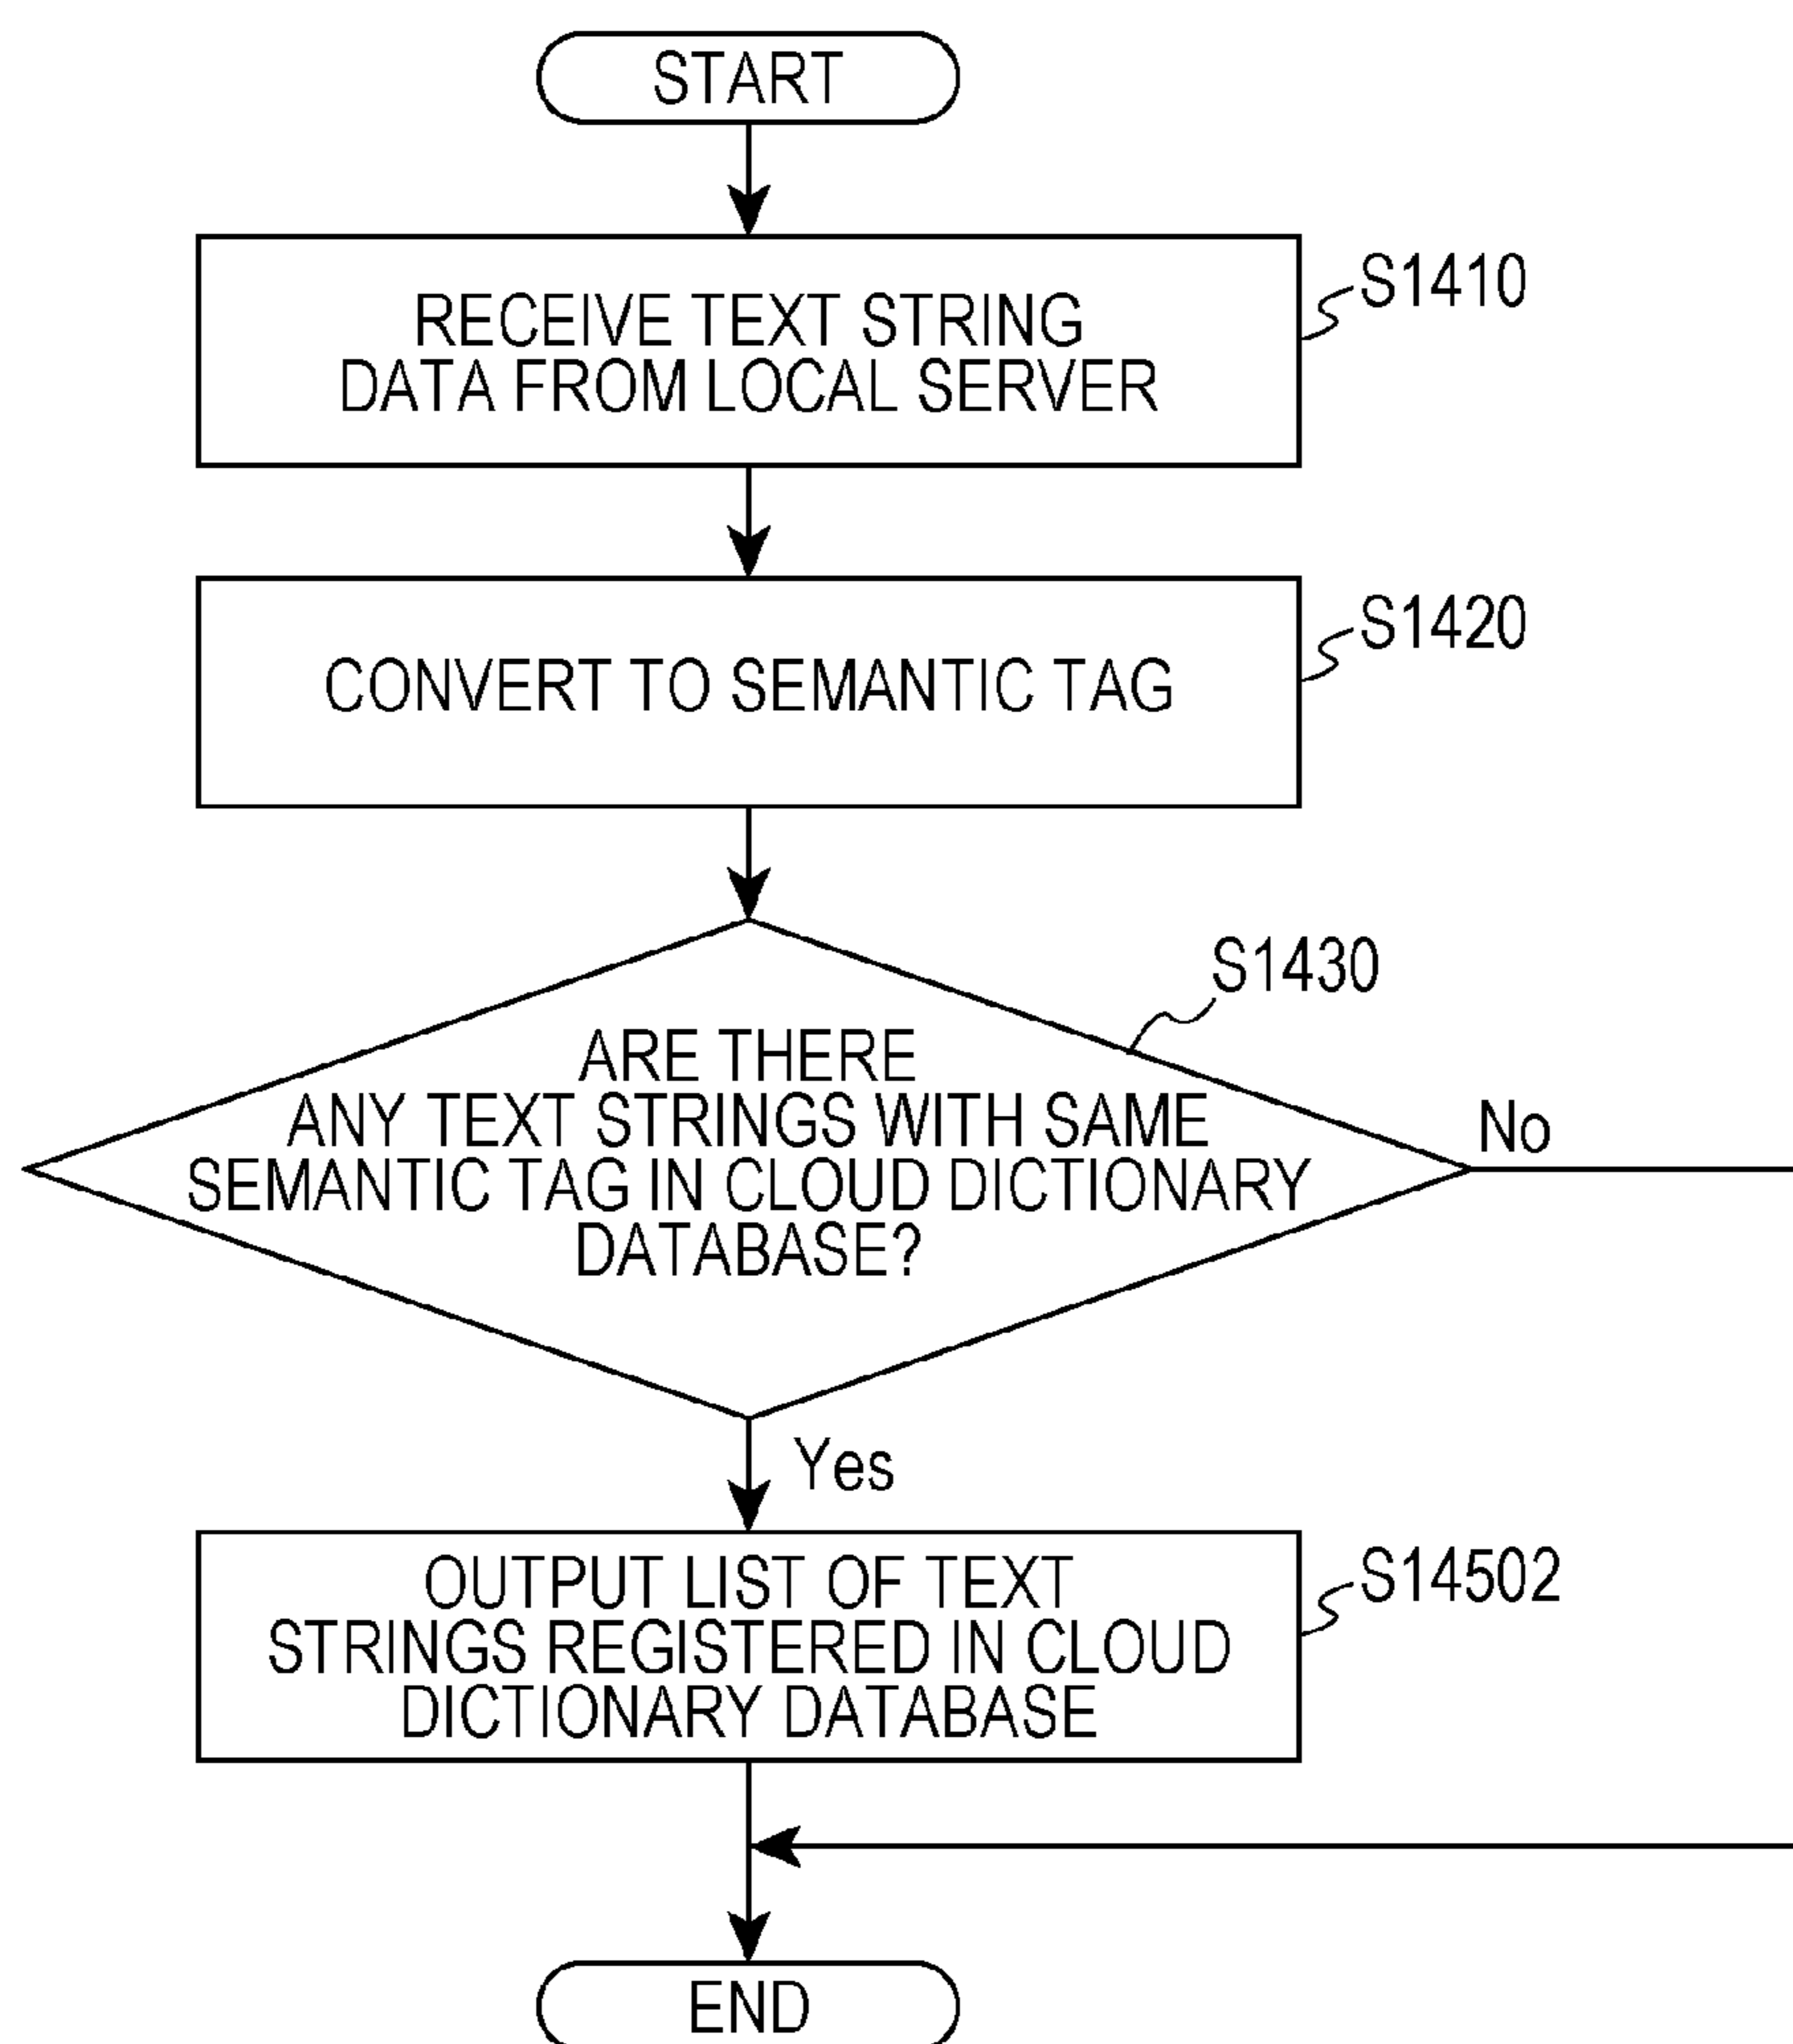 START
RECEIVE TEXT STRING
DATA FROM LOCAL SERVER
S1410
CONVERT TO SEMANTIC TAG
S1420
S1430
ARE THERE
ANY TEXT STRINGS WITH SAME
SEMANTIC TAG IN CLOUD DICTIONARY
DATABASE?
No
Yes
OUTPUT LIST OF TEXT
STRINGS REGISTERED IN CLOUD
DICTIONARY DATABASE
S14502
END